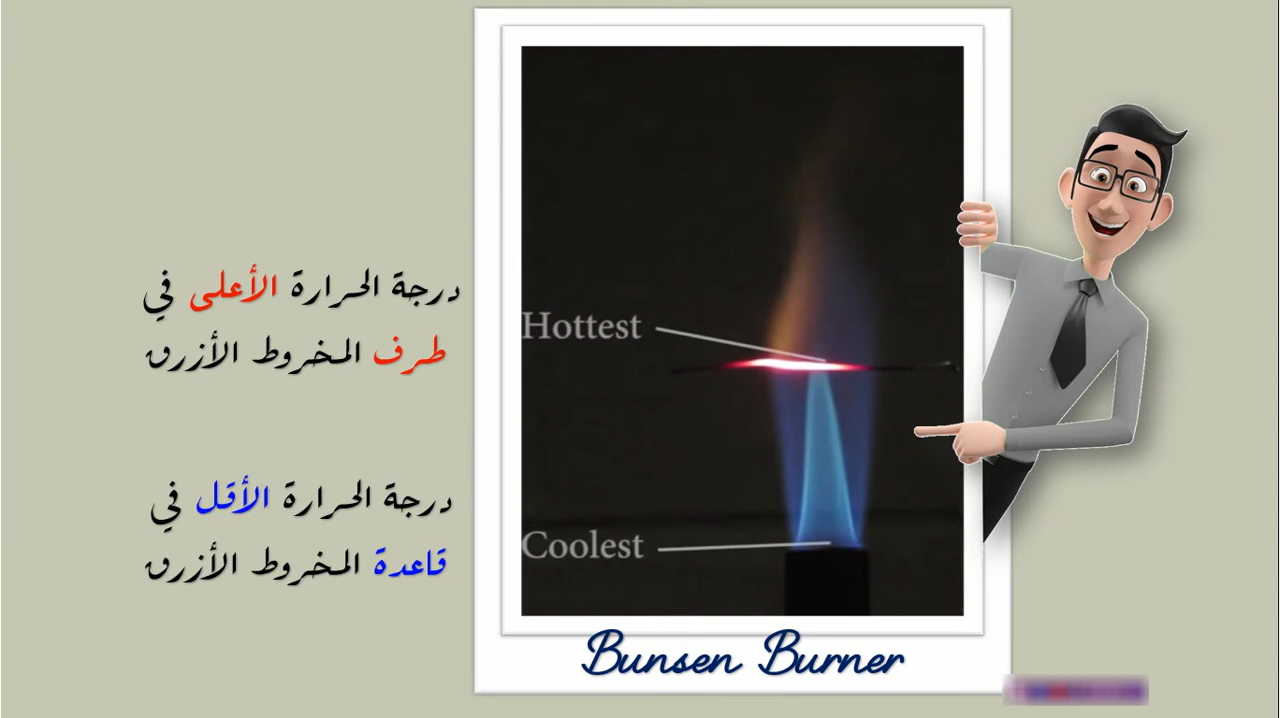 درجة الحرارة الأعلى في
طرف المخروط الأزرق
درجة الحرارة الأقل في
قاعدة المخروط الأزرق
Hottest
Coolest
Bunsen Burner